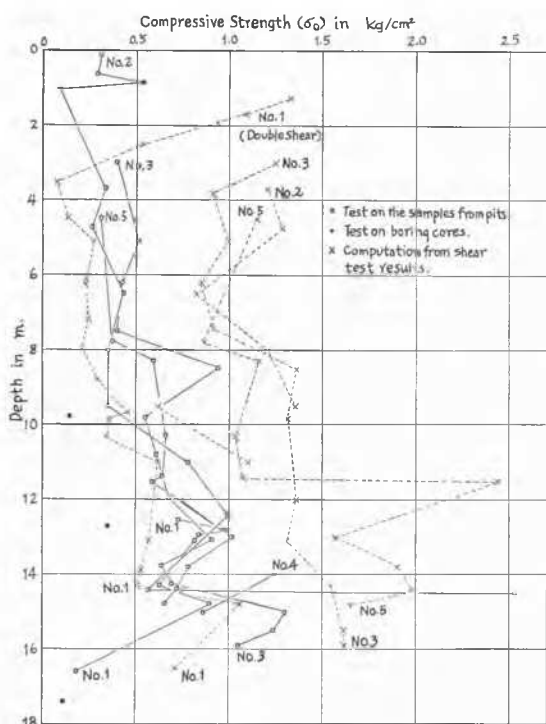 Compressive Strength (σ₀) in kg/cm²
0 0.5 1.0 1.5 2.0 2.5
0
2
4
6
8
10
12
14
16
18
Depth in m.
No.2
No.1
(Double Shear)
No.3
No.3
No.2
No.5
No.5
• Test on the samples from pits.
∘ Test on boring cores.
× Computation from shear
test results.
No.1
No.4
No.1
No.5
No.3
No.3
No.1
No.1